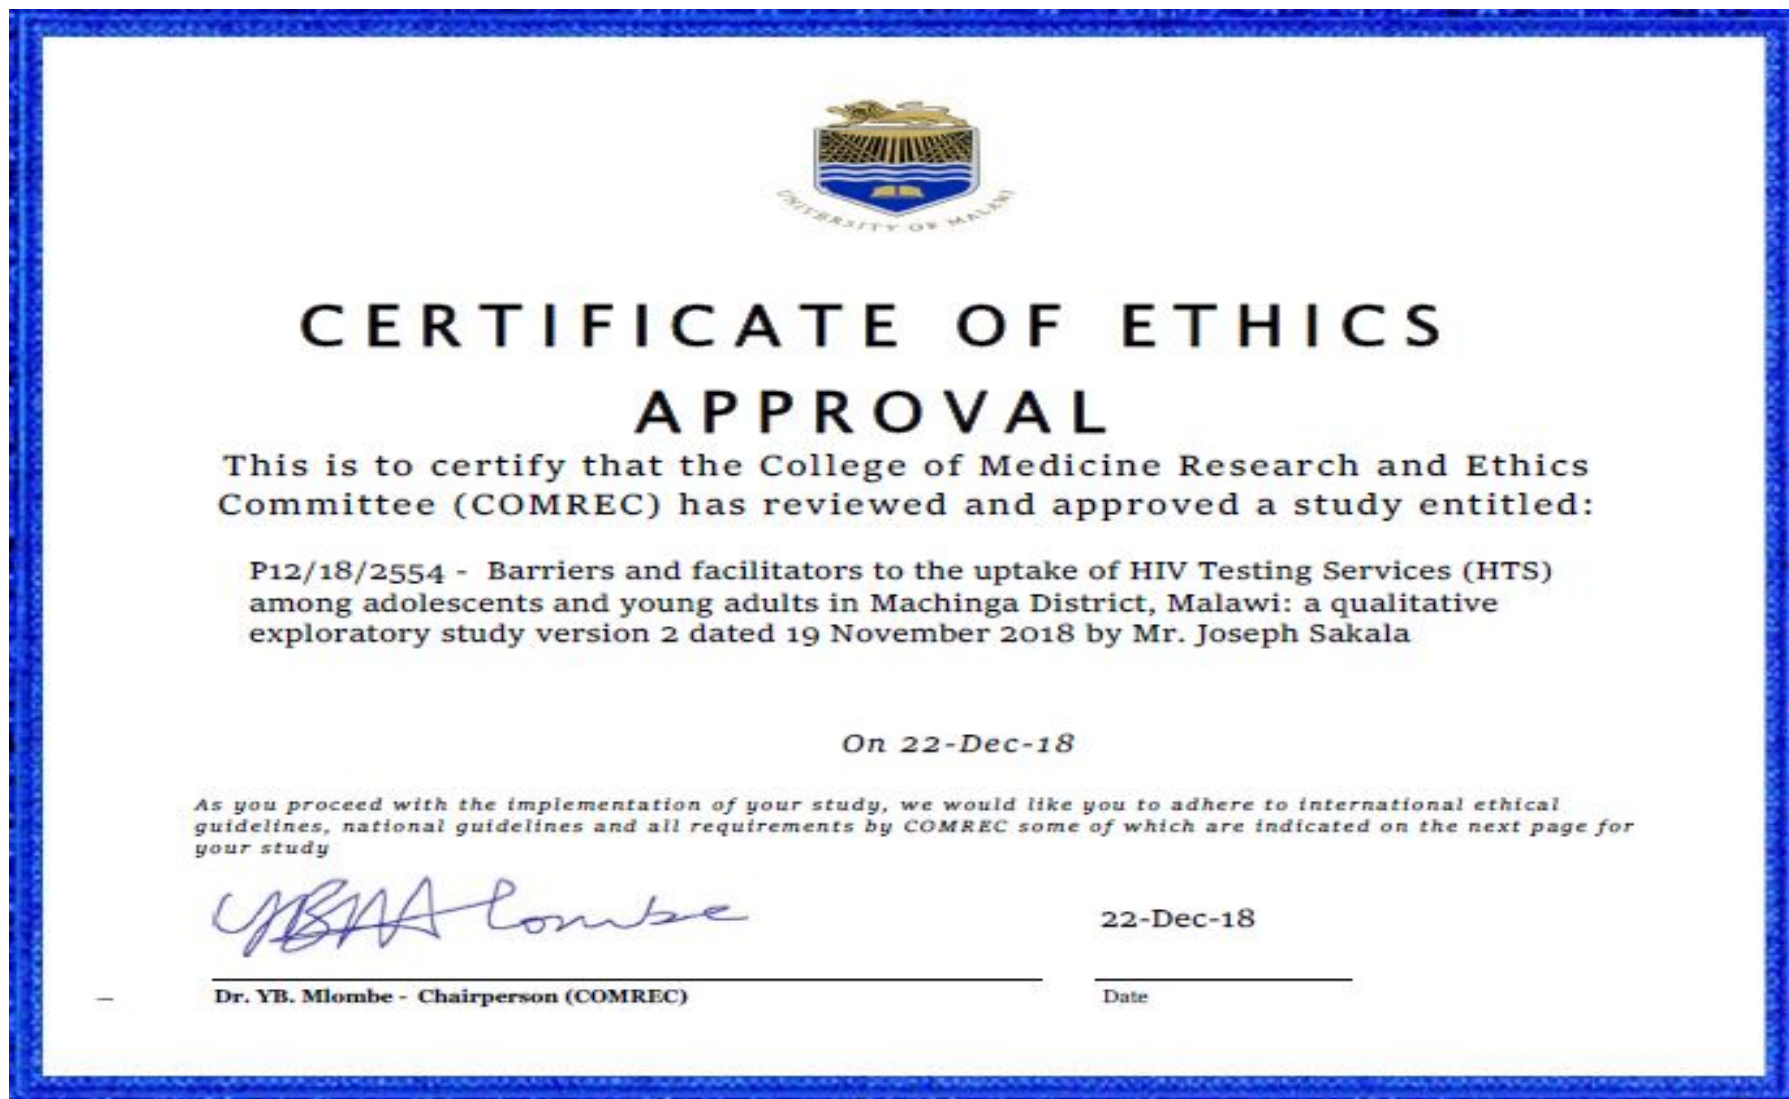 UNIVERSITY OF MALAWI
CERTIFICATE OF ETHICS
APPROVAL
This is to certify that the College of Medicine Research and Ethics
Committee (COMREC) has reviewed and approved a study entitled:
P12/18/2554 - Barriers and facilitators to the uptake of HIV Testing Services (HTS)
among adolescents and young adults in Machinga District, Malawi: a qualitative
exploratory study version 2 dated 19 November 2018 by Mr. Joseph Sakala
On 22-Dec-18
As you proceed with the implementation of your study, we would like you to adhere to international ethical
guidelines, national guidelines and all requirements by COMREC some of which are indicated on the next page for
your study
YBMlombe
22-Dec-18
Dr. YB. Mlombe - Chairperson (COMREC)
Date